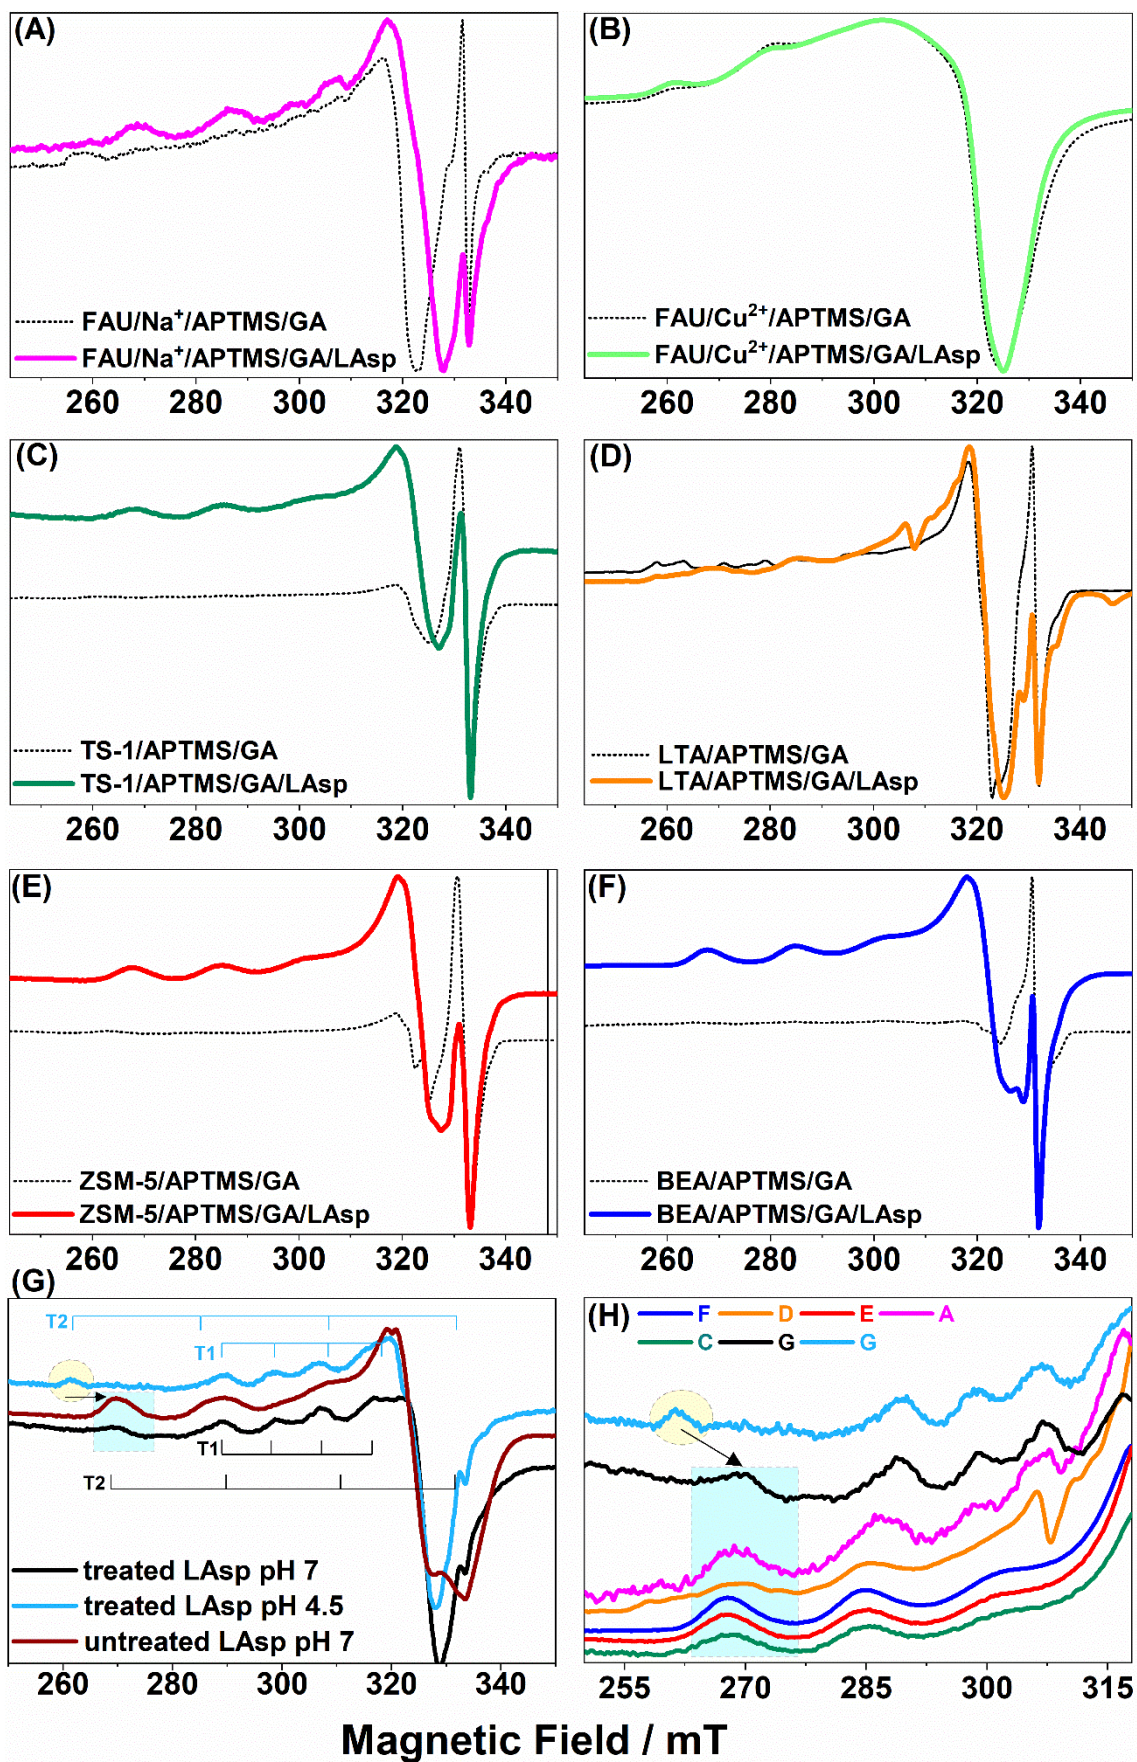 (A)
FAU/Na⁺/APTMS/GA
FAU/Na⁺/APTMS/GA/LAsp
260 280 300 320 340
(B)
FAU/Cu²⁺/APTMS/GA
FAU/Cu²⁺/APTMS/GA/LAsp
260 280 300 320 340
(C)
TS-1/APTMS/GA
TS-1/APTMS/GA/LAsp
260 280 300 320 340
(D)
LTA/APTMS/GA
LTA/APTMS/GA/LAsp
260 280 300 320 340
(E)
ZSM-5/APTMS/GA
ZSM-5/APTMS/GA/LAsp
260 280 300 320 340
(F)
BEA/APTMS/GA
BEA/APTMS/GA/LAsp
260 280 300 320 340
(G)
T2
T1
T1
T2
treated LAsp pH 7
treated LAsp pH 4.5
untreated LAsp pH 7
260 280 300 320 340
(H)
F D E A
C G G
255 270 285 300 315
Magnetic Field / mT